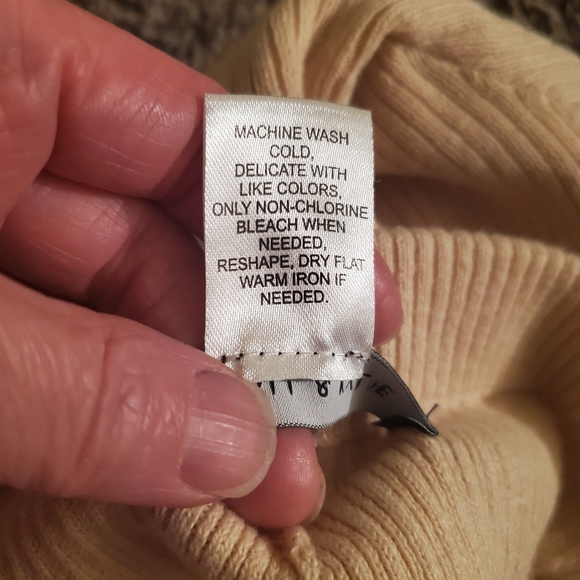 MACHINE WASH
COLD,
DELICATE WITH
LIKE COLORS,
ONLY NON-CHLORINE
BLEACH WHEN
NEEDED,
RESHAPE, DRY FLAT
WARM IRON IF
NEEDED.